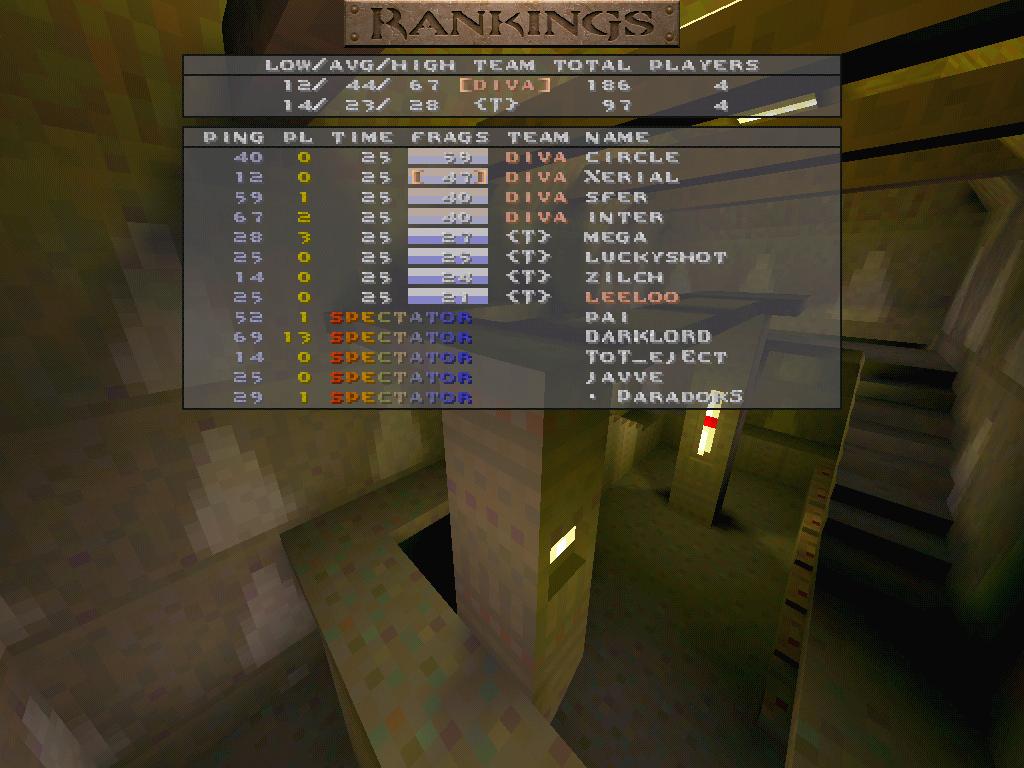 RANKINGS
LOW/AVG/HIGH TEAM TOTAL PLAYERS
12/ 44/ 67 [DIVA] 186 4
14/ 23/ 28 {T} 97 4
PING PL TIME FRAGS TEAM NAME
40 0 25 59 DIVA CIRCLE
12 0 25 [ 47] DIVA XERIAL
59 1 25 40 DIVA SFER
67 2 25 40 DIVA INTER
28 3 25 27 {T} MEGA
25 0 25 25 {T} LUCKYSHOT
14 0 25 24 {T} ZILCH
25 0 25 21 {T} LEELOO
52 1 SPECTATOR PAI
69 13 SPECTATOR DARKLORD
14 0 SPECTATOR TOT_EJECT
25 0 SPECTATOR JAVVE
29 1 SPECTATOR · PARADOKS